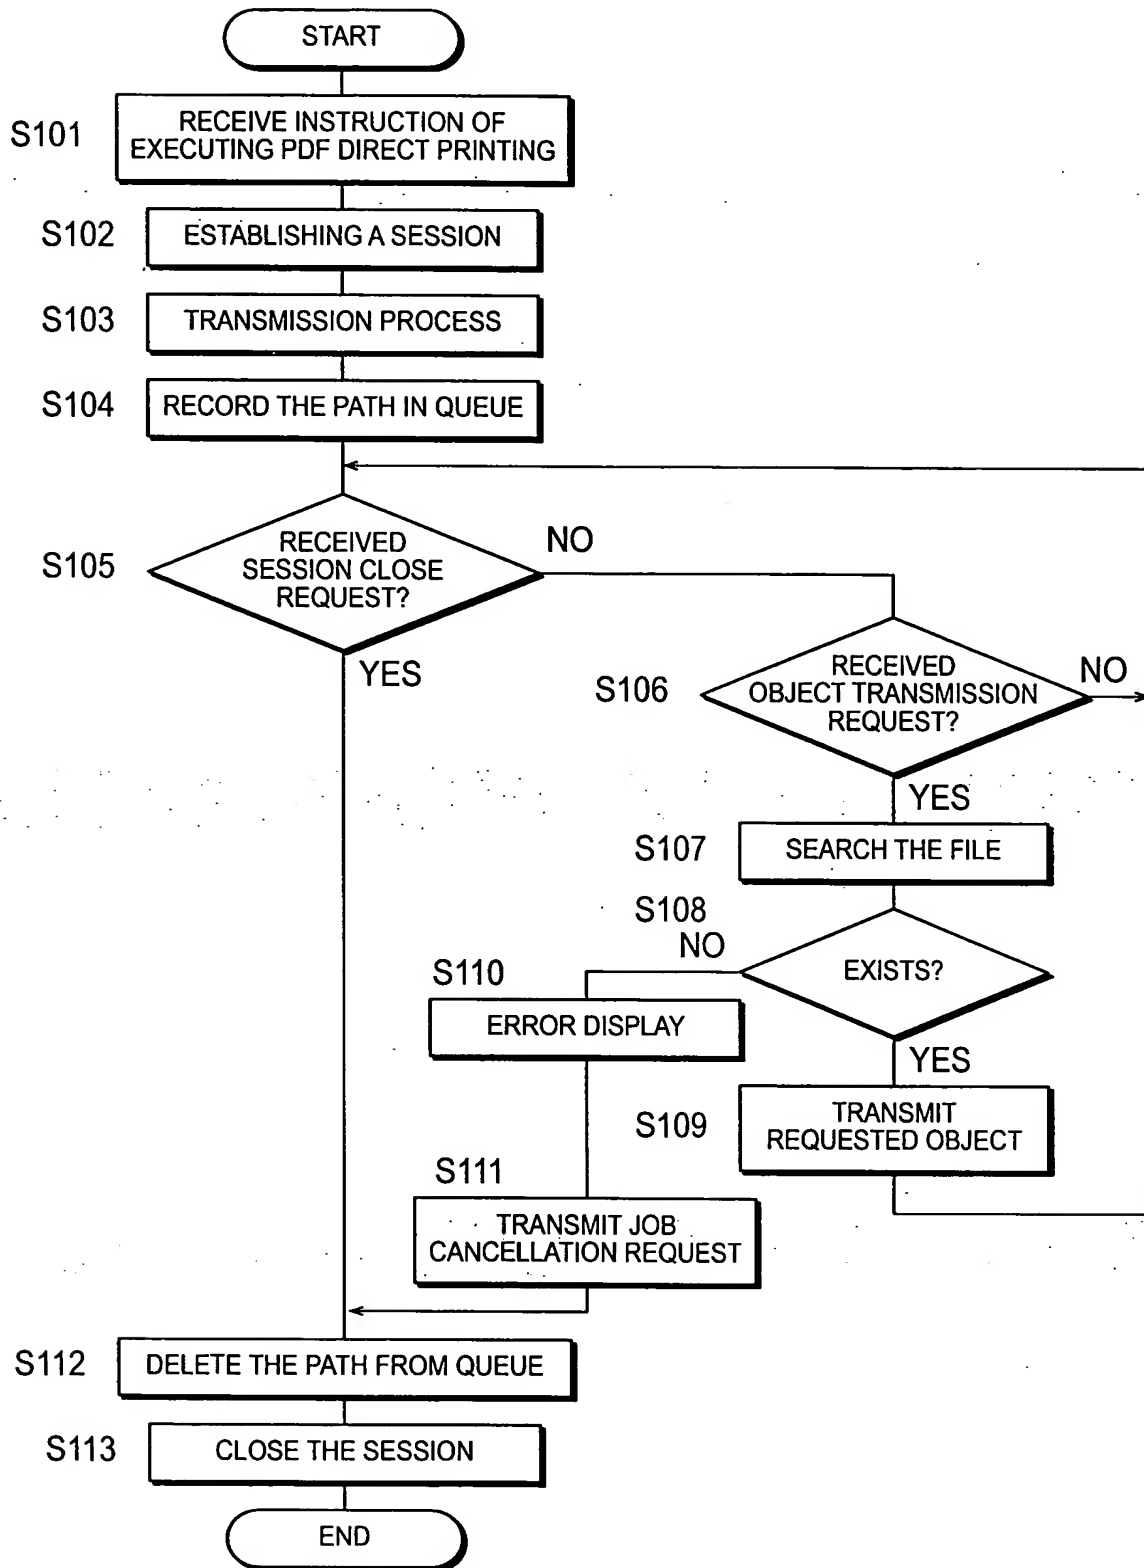 START
S101
RECEIVE INSTRUCTION OF
EXECUTING PDF DIRECT PRINTING
S102
ESTABLISHING A SESSION
S103
TRANSMISSION PROCESS
S104
RECORD THE PATH IN QUEUE
S105
RECEIVED
SESSION CLOSE
REQUEST?
NO
YES
S106
RECEIVED
OBJECT TRANSMISSION
REQUEST?
NO
YES
S107
SEARCH THE FILE
S108
NO
EXISTS?
YES
S110
ERROR DISPLAY
S109
TRANSMIT
REQUESTED OBJECT
S111
TRANSMIT JOB
CANCELLATION REQUEST
S112
DELETE THE PATH FROM QUEUE
S113
CLOSE THE SESSION
END